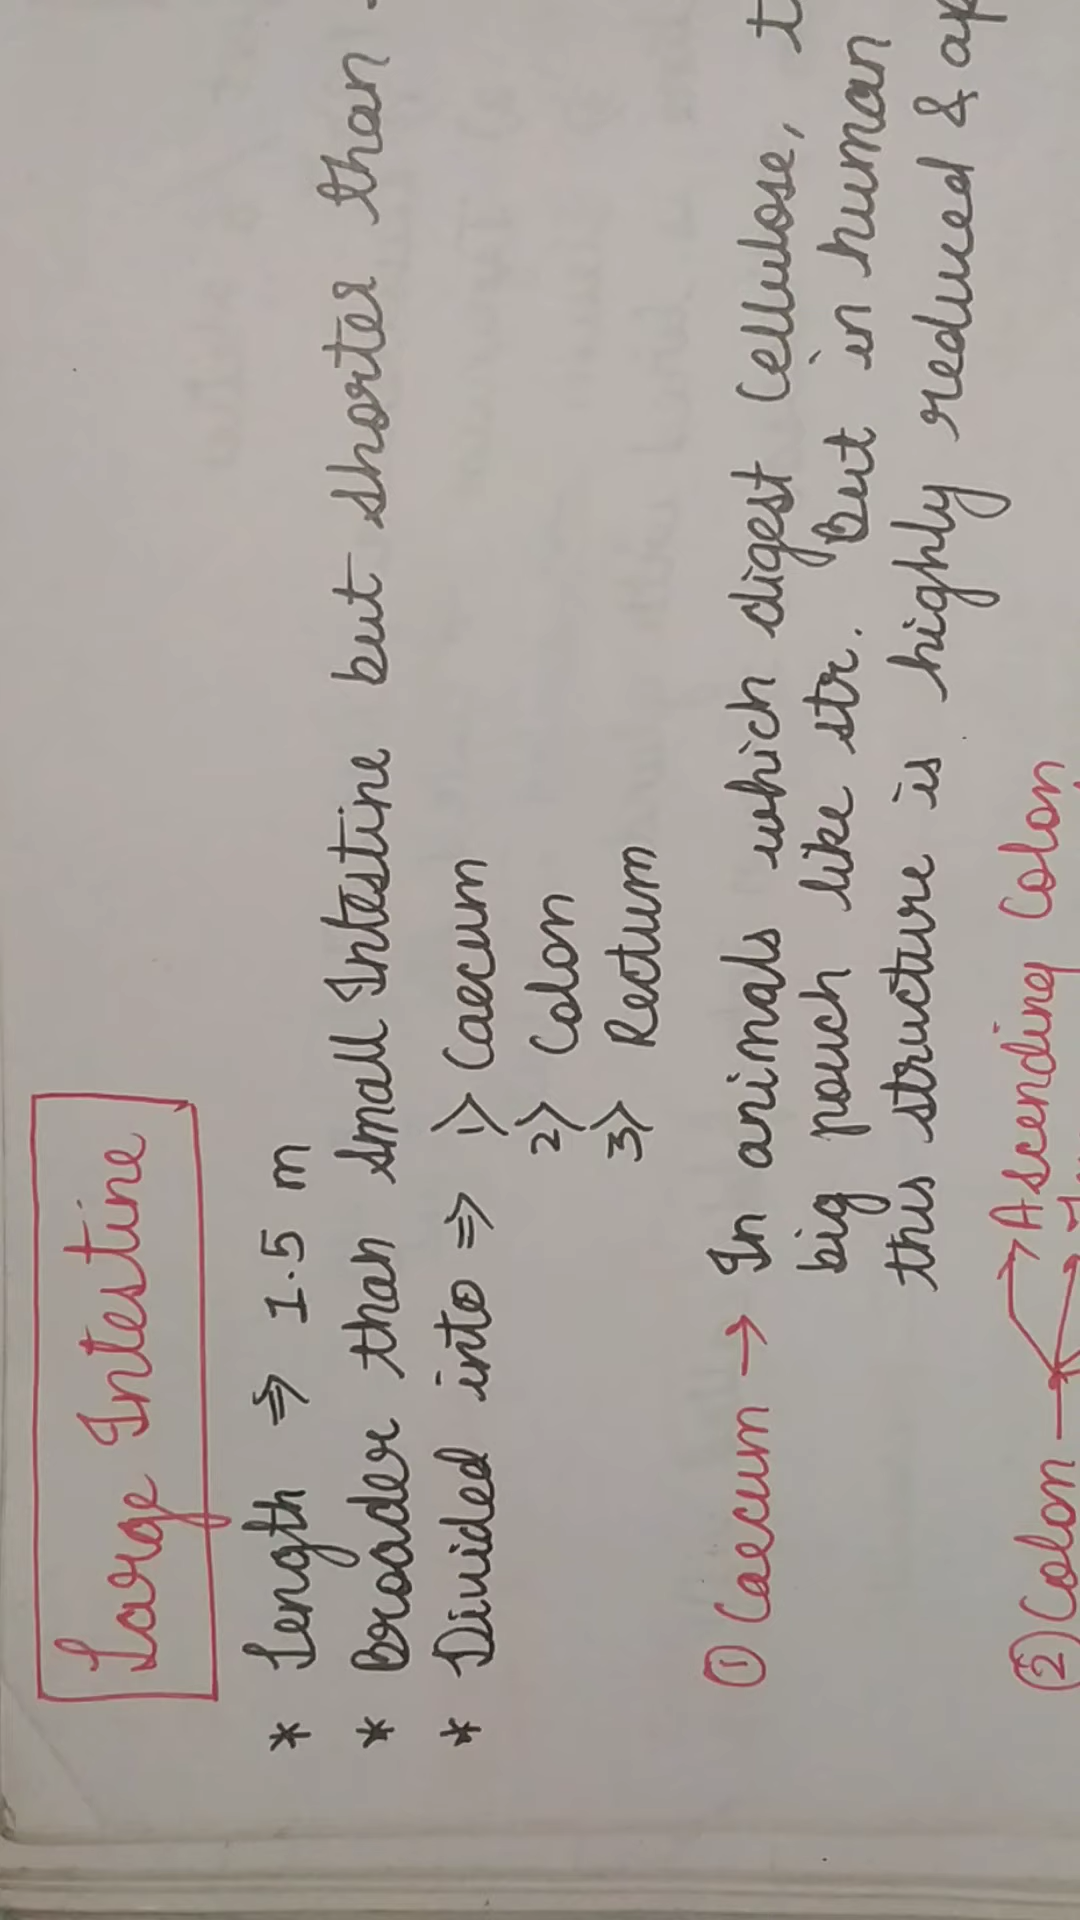 Large Intestine
* Length ⇒ 1.5 m
* Broader than small Intestine but shorter than
* Divided into ⇒ 1) Caecum
2) Colon
3) Rectum
① Caecum → In animals which digest Cellulose,
big pouch like str. But in human
this structure is highly reduced &
② Colon → Ascending Colon